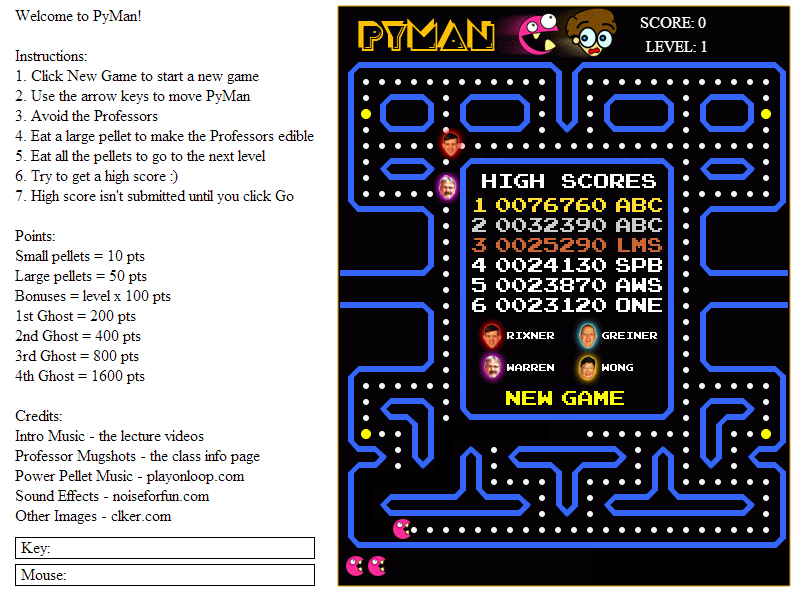 Welcome to PyMan!
Instructions:
1. Click New Game to start a new game
2. Use the arrow keys to move PyMan
3. Avoid the Professors
4. Eat a large pellet to make the Professors edible
5. Eat all the pellets to go to the next level
6. Try to get a high score :)
7. High score isn't submitted until you click Go
Points:
Small pellets = 10 pts
Large pellets = 50 pts
Bonuses = level x 100 pts
1st Ghost = 200 pts
2nd Ghost = 400 pts
3rd Ghost = 800 pts
4th Ghost = 1600 pts
Credits:
Intro Music - the lecture videos
Professor Mugshots - the class info page
Power Pellet Music - playonloop.com
Sound Effects - noiseforfun.com
Other Images - clker.com
Key:
Mouse:
PYMAN
SCORE: 0
LEVEL: 1
HIGH SCORES
1 0076760 ABC
2 0032390 ABC
3 0025290 LMS
4 0024130 SPB
5 0023870 AWS
6 0023120 ONE
RIXNER GREINER
WARREN WONG
NEW GAME